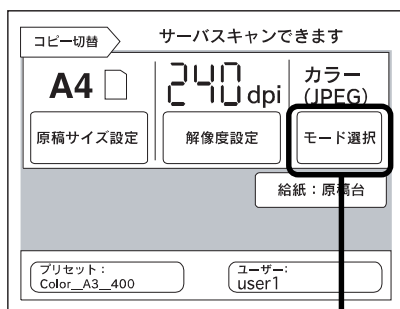 コピー切替
サーバスキャンできます
A4
240dpi
カラー
(JPEG)
原稿サイズ設定
解像度設定
モード選択
給紙：原稿台
プリセット：
Color_A3_400
ユーザー：
user1